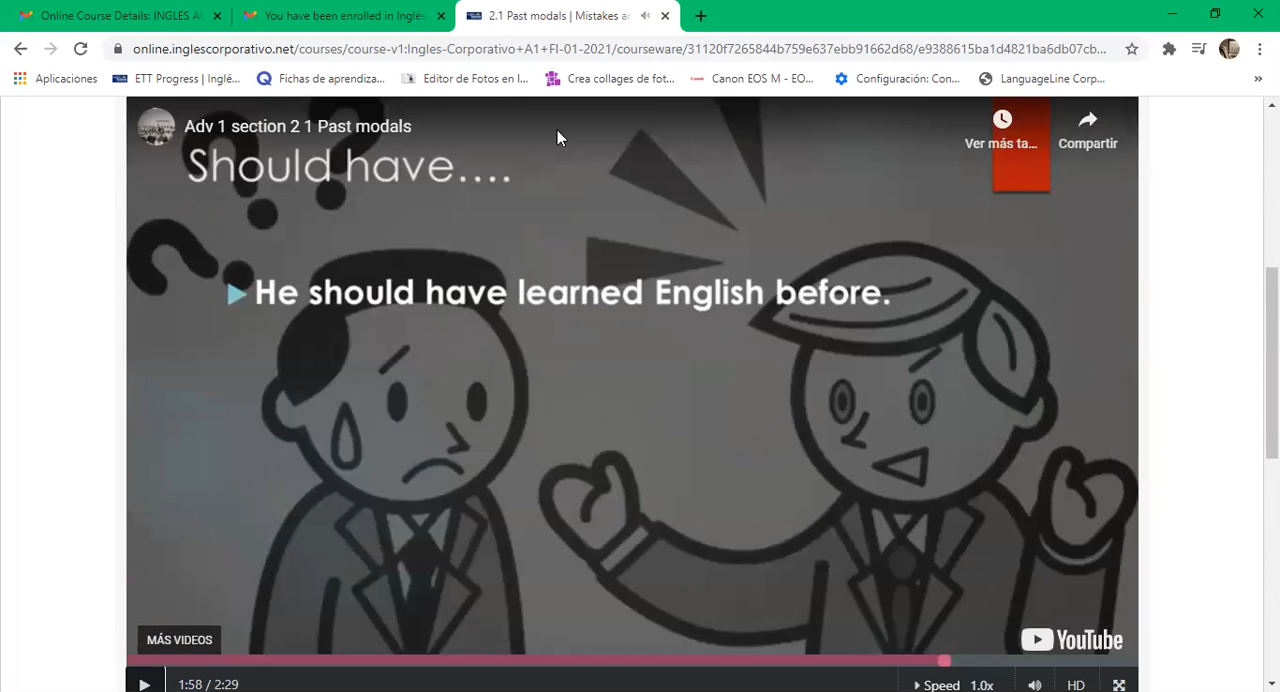 Online Course Details: INGLES AV
You have been enrolled in Inglés
2.1 Past modals | Mistakes a
online.inglescorporativo.net/courses/course-v1:Ingles-Corporativo+A1+FI-01-2021/courseware/31120f7265844b759e637ebb91662d68/e9388615ba1d4821ba6db07cb...
Aplicaciones
ETT Progress | Inglé...
Fichas de aprendiza...
Editor de Fotos en l...
Crea collages de fot...
Canon EOS M - EO...
Configuración: Con...
LanguageLine Corp...
»
Adv 1 section 2 1 Past modals
Ver más ta...
Compartir
Should have....
He should have learned English before.
MÁS VIDEOS
YouTube
1:58 / 2:29
Speed 1.0x
HD